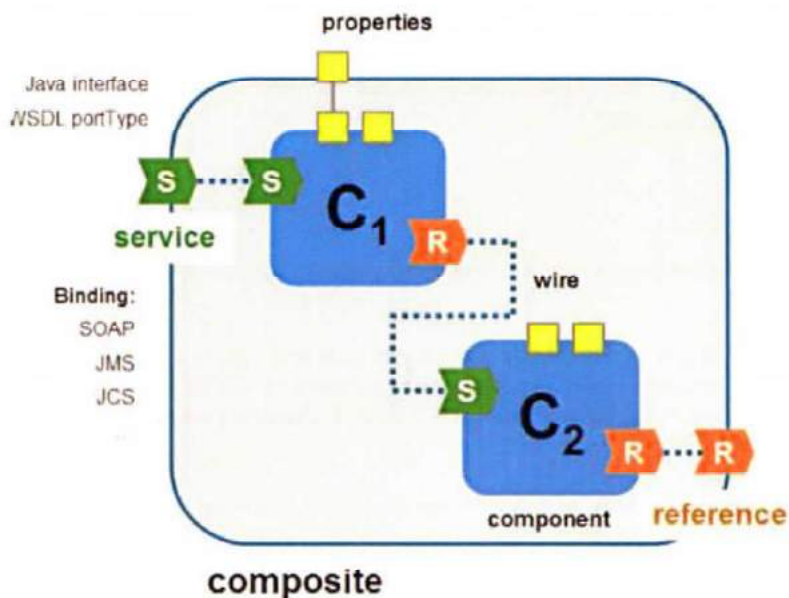 properties
Java interface
WSDL portType
S
S
C1
service
R
Binding:
wire
SOAP
JMS
JCS
S
C2
R
R
component
reference
composite